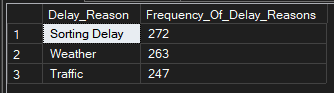 Delay_Reason Frequency_Of_Delay_Reasons
1 Sorting Delay 272
2 Weather 263
3 Traffic 247